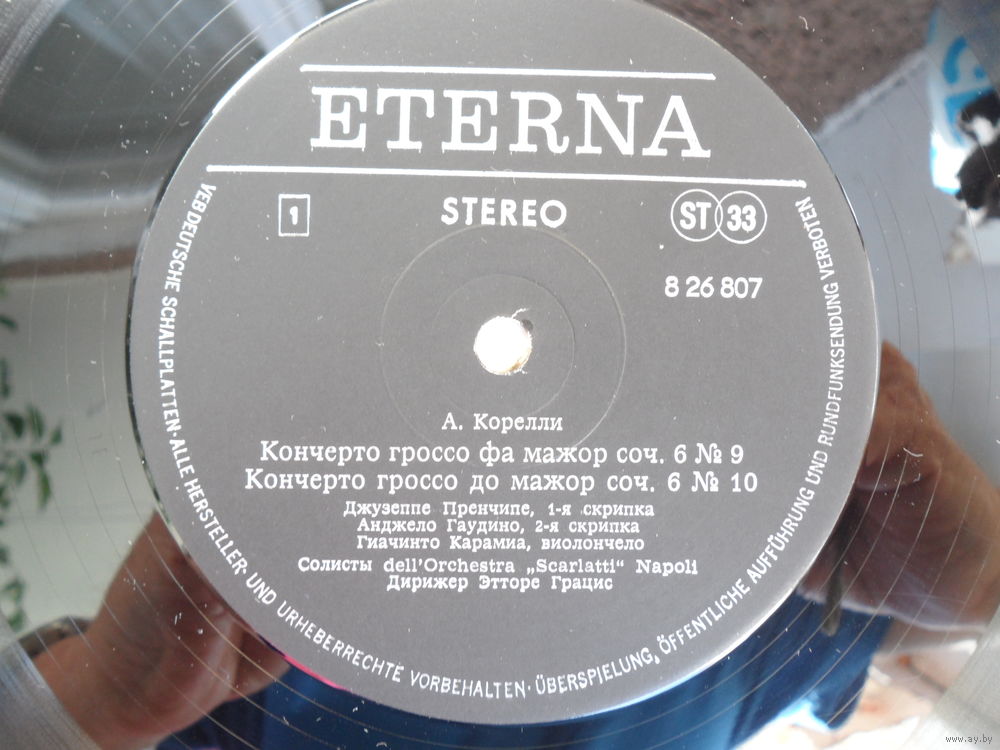 ETERNA
1
STEREO
ST 33
8 26 807
А. Корелли
Кончерто гроссо фа мажор соч. 6 № 9
Кончерто гроссо до мажор соч. 6 № 10
Джузеппе Пренчипе, 1-я скрипка
Анджело Гаудино, 2-я скрипка
Гиачинто Карамиа, виолончело
Солисты dell'Orchestra „Scarlatti“ Napoli
Дирижер Этторе Грацис
VEB DEUTSCHE SCHALLPLATTEN · ALLE HERSTELLER- UND URHEBERRECHTE VORBEHALTEN · ÜBERSPIELUNG, ÖFFENTLICHE AUFFÜHRUNG UND RUNDFUNKSENDUNG VERBOTEN
www.ay.by